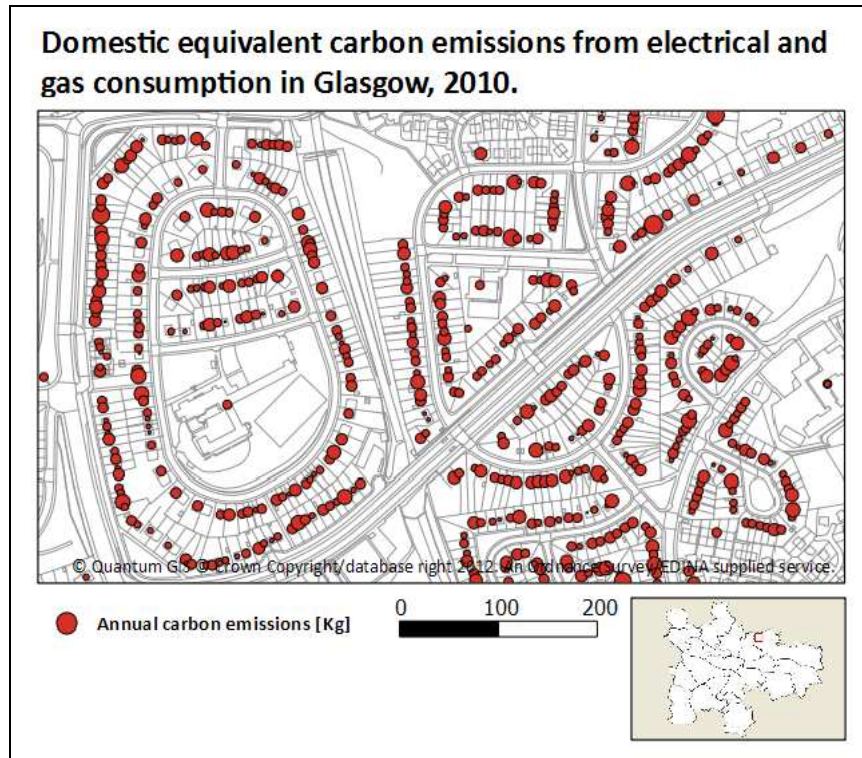 Domestic equivalent carbon emissions from electrical and
gas consumption in Glasgow, 2010.
© Quantum GIS © Crown Copyright/database right 2012. An Ordnance Survey/EDINA supplied service.
Annual carbon emissions [Kg]
0 100 200